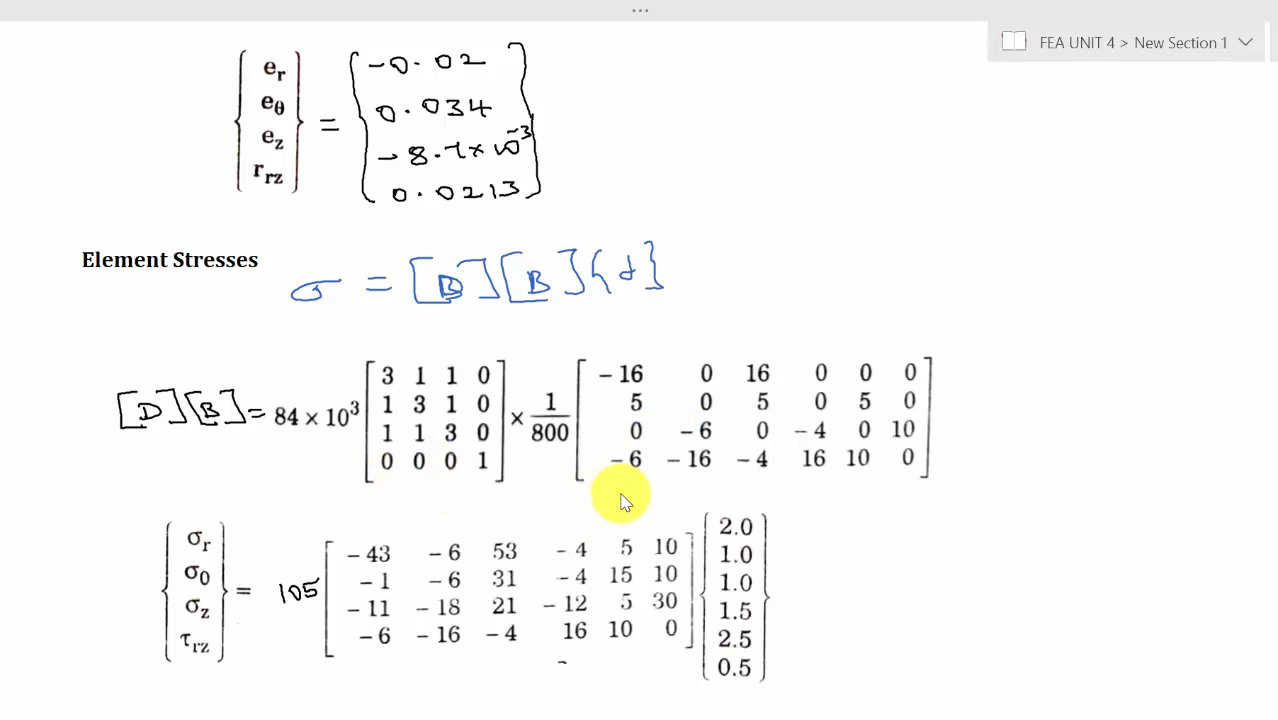 ...
FEA UNIT 4 > New Section 1
e_r -0.02
e_θ 0.034
e_z = -8.7×10^-3
r_rz 0.0213
Element Stresses σ = [D][B]{d}
[D][B] = 84 × 10^3 [3 1 1 0; 1 3 1 0; 1 1 3 0; 0 0 0 1] × 1/800 [-16 0 16 0 0 0; 5 0 5 0 5 0; 0 -6 0 -4 0 10; -6 -16 -4 16 10 0]
{σ_r σ_0 σ_z τ_rz} = 105 [-43 -6 53 -4 5 10; -1 -6 31 -4 15 10; -11 -18 21 -12 5 30; -6 -16 -4 16 10 0] {2.0 1.0 1.0 1.5 2.5 0.5}